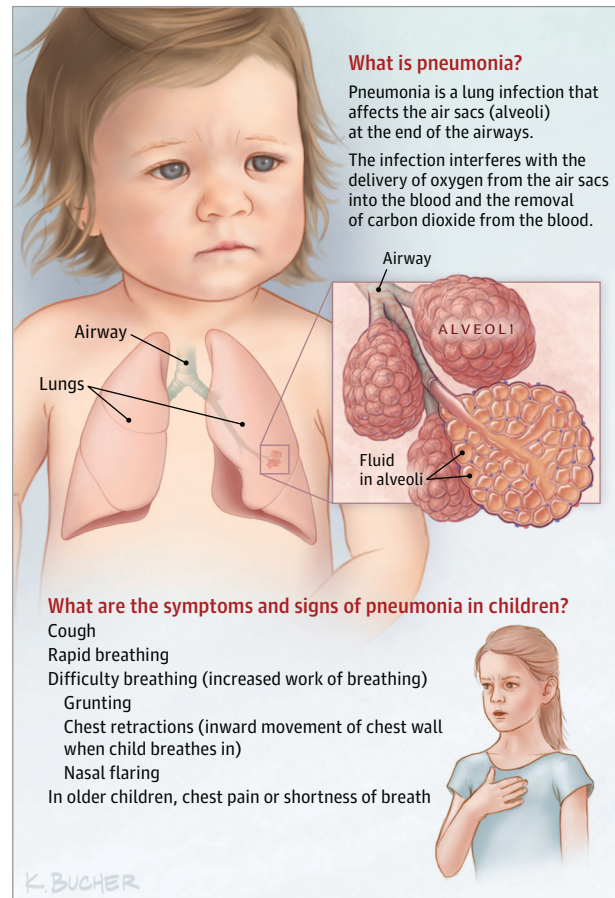 What is pneumonia?
Pneumonia is a lung infection that
affects the air sacs (alveoli)
at the end of the airways.
The infection interferes with the
delivery of oxygen from the air sacs
into the blood and the removal
of carbon dioxide from the blood.
Airway
ALVEOLI
Airway
Lungs
Fluid
in alveoli
What are the symptoms and signs of pneumonia in children?
Cough
Rapid breathing
Difficulty breathing (increased work of breathing)
Grunting
Chest retractions (inward movement of chest wall
when child breathes in)
Nasal flaring
In older children, chest pain or shortness of breath
K. BUCHER